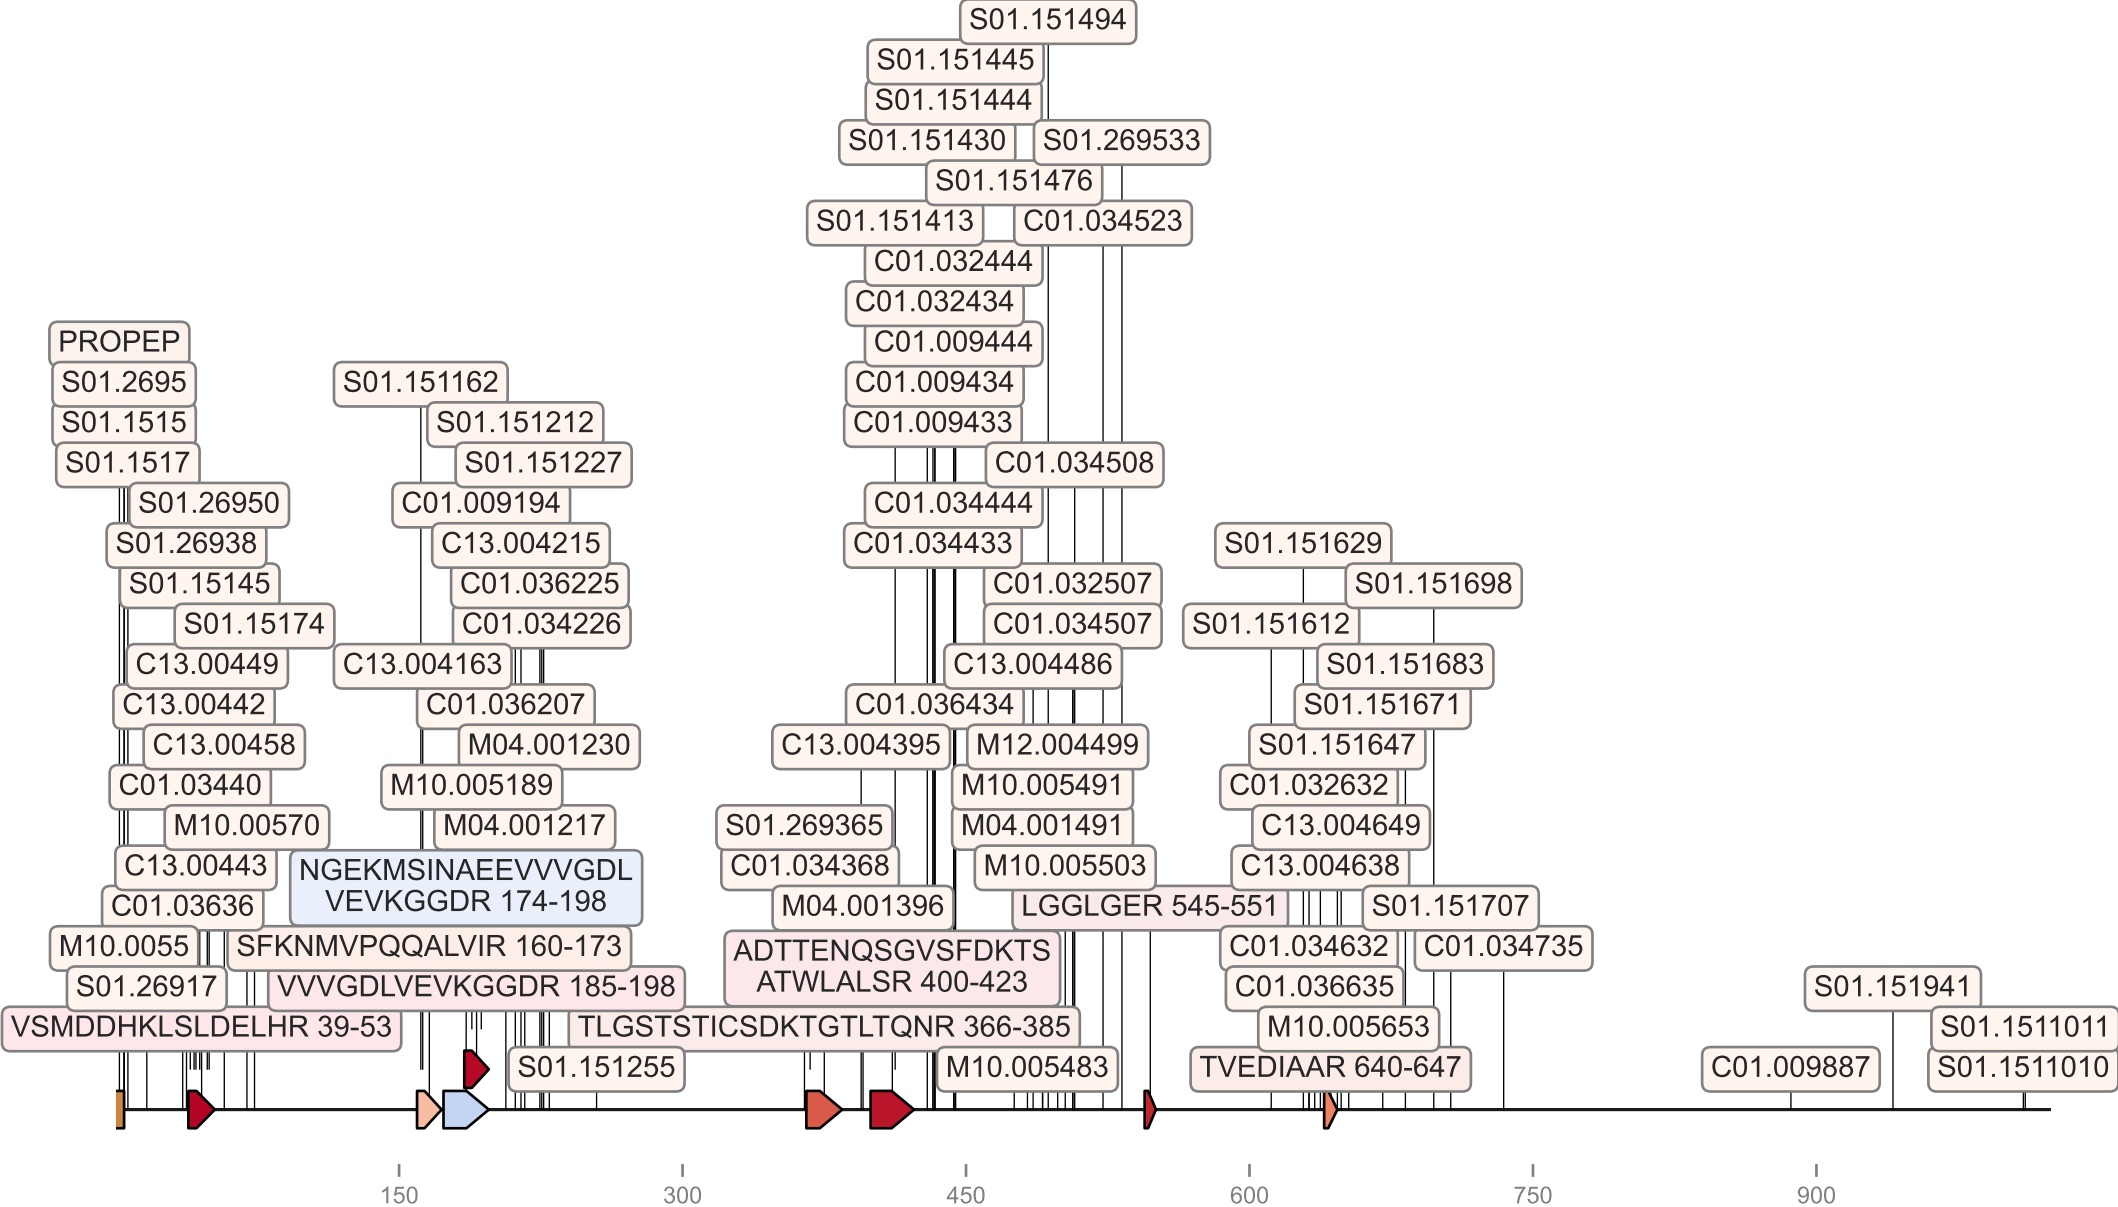 S01.151494
S01.151445
S01.151444
S01.151430
S01.269533
S01.151476
S01.151413
C01.034523
C01.032444
C01.032434
PROPEP
C01.009444
S01.2695
S01.151162
C01.009434
S01.1515
S01.151212
C01.009433
S01.1517
S01.151227
C01.034508
S01.26950
C01.009194
C01.034444
S01.26938
C13.004215
C01.034433
S01.151629
S01.15145
C01.036225
C01.032507
S01.151698
S01.15174
C01.034226
C01.034507
S01.151612
C13.00449
C13.004163
C13.004486
S01.151683
C13.00442
C01.036207
C01.036434
S01.151671
C13.00458
M04.001230
C13.004395
M12.004499
S01.151647
C01.03440
M10.005189
M10.005491
C01.032632
M10.00570
M04.001217
S01.269365
M04.001491
C13.004649
C13.00443
NGEKMSINAEEVVVGDL
VEVKGGDR 174-198
C01.034368
M10.005503
C13.004638
C01.03636
M04.001396
LGGLGER 545-551
S01.151707
M10.0055
SFKNMVPQQALVIR 160-173
ADTTENQSGVSFDKTS
ATWLALSR 400-423
C01.034632
C01.034735
S01.26917
VVVGDLVEVKGGDR 185-198
C01.036635
S01.151941
VSMDDHKLSLDELHR 39-53
TLGSTSTICSDKTGTLTQNR 366-385
M10.005653
S01.1511011
S01.151255
M10.005483
TVEDIAAR 640-647
C01.009887
S01.1511010
150
300
450
600
750
900